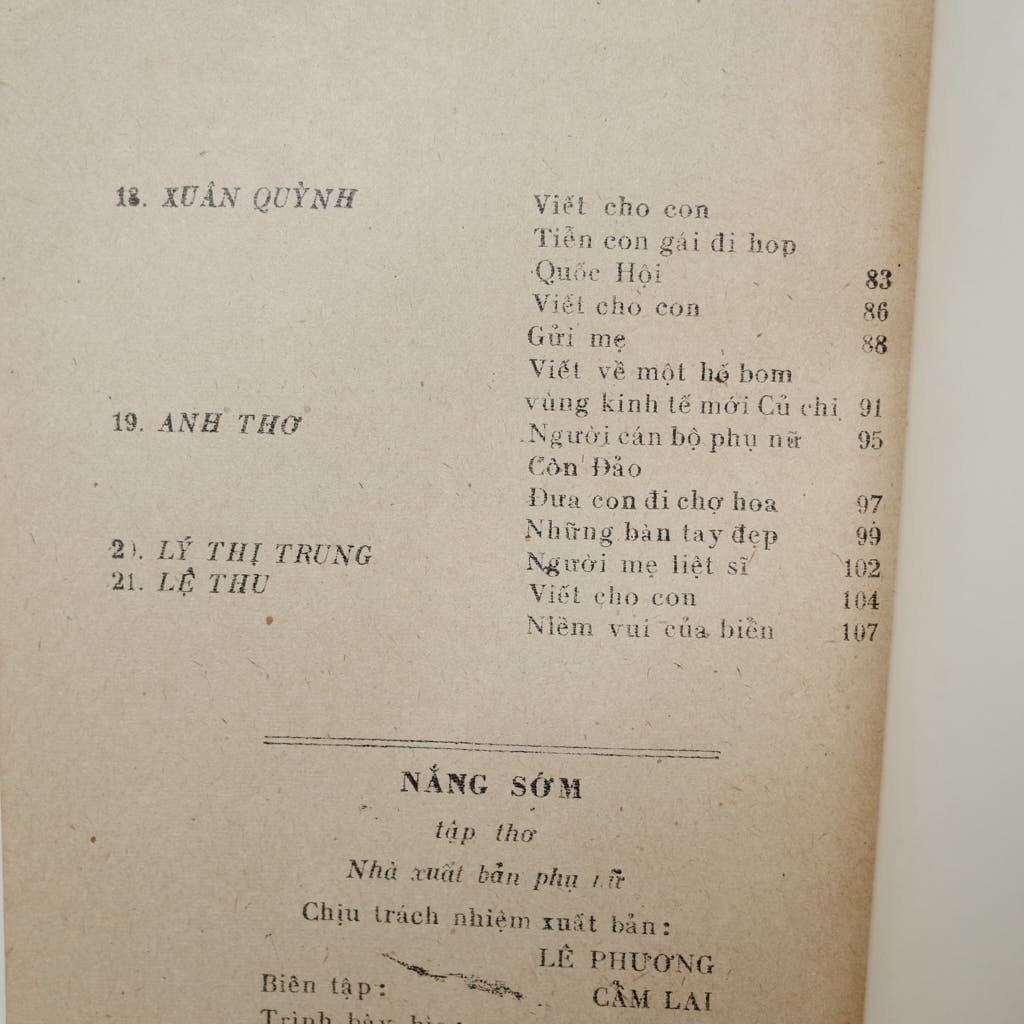 18. XUÂN QUỲNH
Viết cho con
Tiễn con gái đi họp
Quốc Hội 83
Viết cho con 86
Gửi mẹ 88
Viết về một hố bom
vùng kinh tế mới Củ chi 91
19. ANH THƠ
Người cán bộ phụ nữ 95
Côn Đảo
Đưa con đi chợ hoa 97
Những bàn tay đẹp 99
20. LÝ THỊ TRUNG
Người mẹ liệt sĩ 102
21. LỆ THU
Viết cho con 104
Niềm vui của biển 107
NẮNG SỚM
tập thơ
Nhà xuất bản phụ nữ
Chịu trách nhiệm xuất bản:
LÊ PHƯƠNG
Biên tập: CẦM LAI
Trình bày bìa: